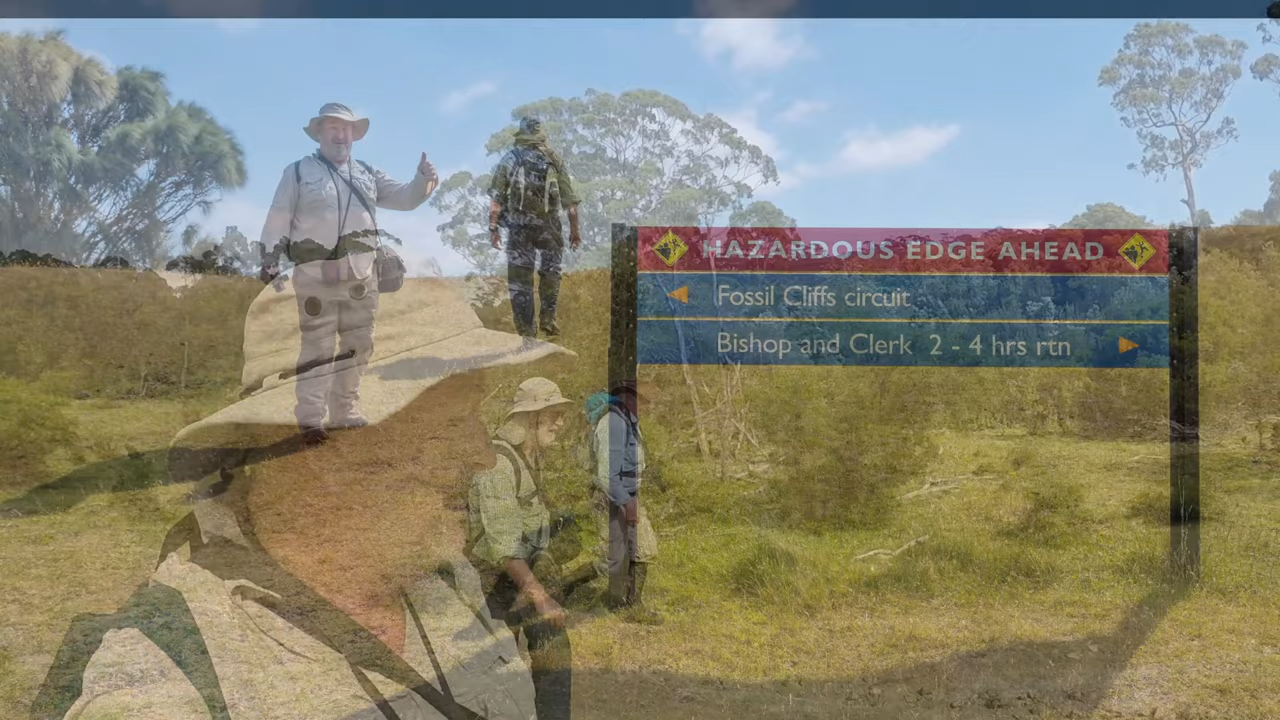 HAZARDOUS EDGE AHEAD
Fossil Cliffs circuit
Bishop and Clerk 2 - 4 hrs rtn